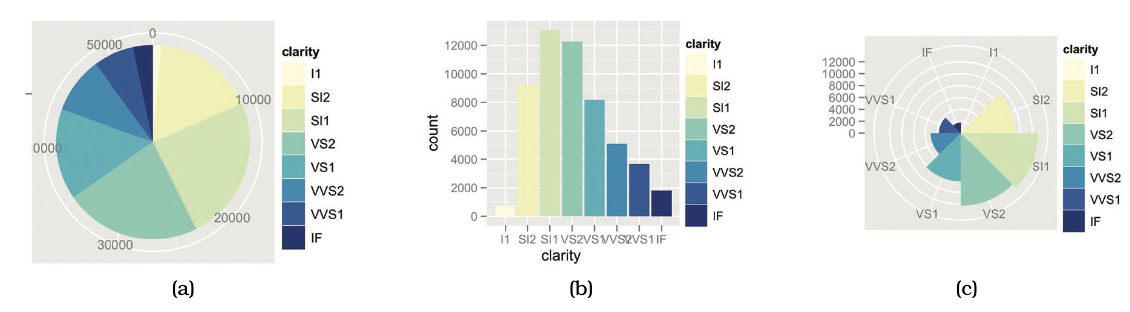 0
50000
10000
0000
20000
30000
clarity
I1
SI2
SI1
VS2
VS1
VVS2
VVS1
IF
(a)
12000
10000
8000
6000
4000
2000
0
count
I1 SI2 SI1 VS2 VS1 VVS2 VVS1 IF
clarity
clarity
I1
SI2
SI1
VS2
VS1
VVS2
VVS1
IF
(b)
12000
10000
8000
6000
4000
2000
0
IF
I1
VVS1
SI2
VVS2
SI1
VS1
VS2
clarity
I1
SI2
SI1
VS2
VS1
VVS2
VVS1
IF
(c)